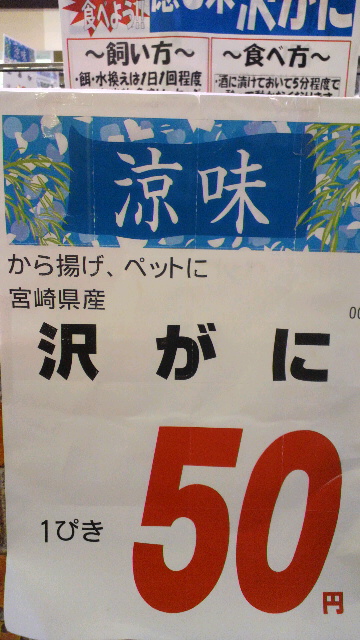 食べよう!!
沢がに
〜飼い方〜
・餌・水換えは1日1回程度
〜食べ方〜
酒に漬けておいて5分程度で
涼味
から揚げ、ペットに
宮崎県産
沢がに
1ぴき
50円